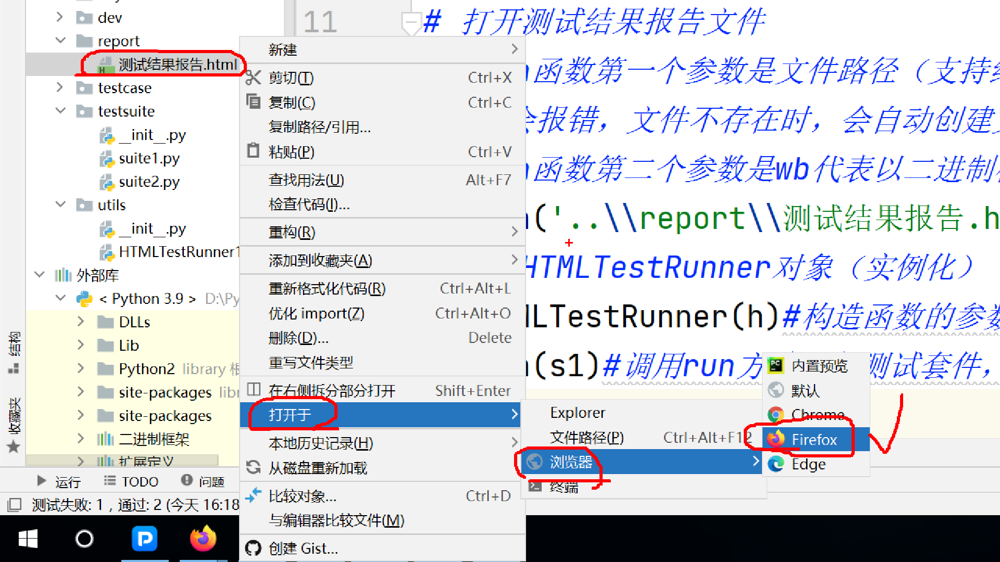 dev
report
测试结果报告.html
testcase
testsuite
__init__.py
suite1.py
suite2.py
utils
__init__.py
HTMLTestRunner1
外部库
< Python 3.9 > D:\Py
DLLs
Lib
Python2 library 根
site-packages libr
site-packages
二进制框架
扩展定义
结构
收藏夹
运行
TODO
问题
测试失败: 1，通过: 2 (今天 16:18
新建
剪切(T) Ctrl+X
复制(C) Ctrl+C
复制路径/引用...
粘贴(P) Ctrl+V
查找用法(U) Alt+F7
检查代码(I)...
重构(R)
添加到收藏夹(A)
重新格式化代码(R) Ctrl+Alt+L
优化 import(Z) Ctrl+Alt+O
删除(D)... Delete
重写文件类型
在右侧拆分部分打开 Shift+Enter
打开于
本地历史记录(H)
从磁盘重新加载
比较对象... Ctrl+D
与编辑器比较文件(M)
创建 Gist...
Explorer
文件路径(P) Ctrl+Alt+F12
浏览器
终端
内置预览
默认
Chrome
Firefox
Edge
11
# 打开测试结果报告文件
n函数第一个参数是文件路径（支持
会报错，文件不存在时，会自动创建
n函数第二个参数是wb代表以二进制
n('..\\report\\测试结果报告.h
HTMLTestRunner对象（实例化）
MLTestRunner(h)#构造函数的参数
n(s1)#调用run方 测试套件，